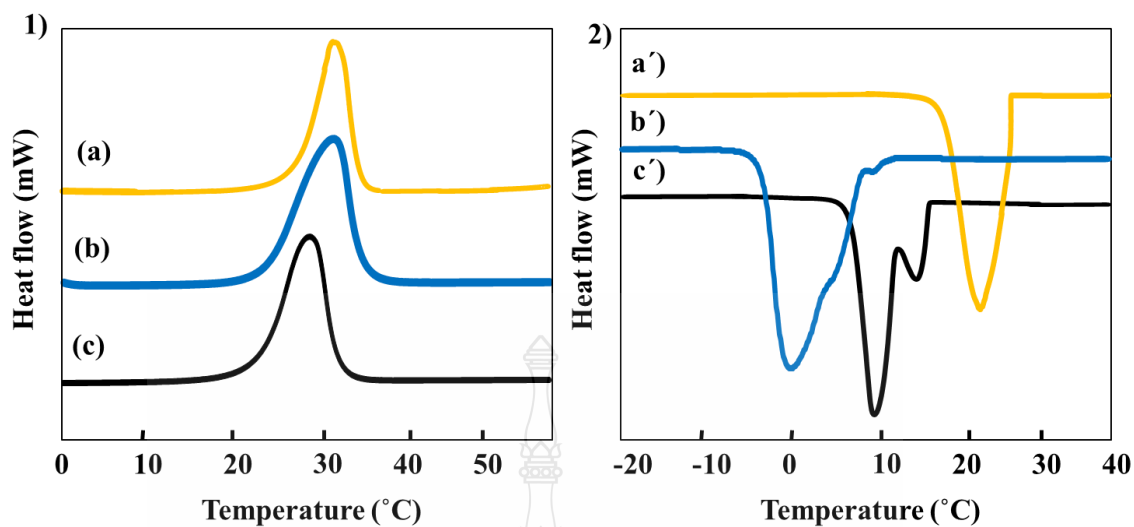 1)
(a)
(b)
(c)
Heat flow (mW)
0 10 20 30 40 50
Temperature (˚C)
2)
a´)
b´)
c´)
Heat flow (mW)
-20 -10 0 10 20 30 40
Temperature (˚C)